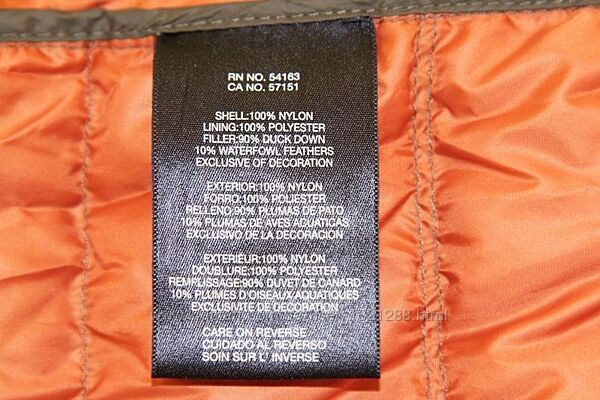 RN NO. 54163
CA NO. 57151
SHELL:100% NYLON
LINING:100% POLYESTER
FILLER:90% DUCK DOWN
10% WATERFOWL FEATHERS
EXCLUSIVE OF DECORATION
EXTERIOR:100% NYLON
FORRO:100% POLIESTER
RELLENO:90% PLUMAS DE PATO
10% PLUMAS DE AVES AQUATICAS
EXCLUSIVO DE LA DECORACION
EXTERIEUR:100% NYLON
DOUBLURE:100% POLYESTER
REMPLISSAGE:90% DUVET DE CANARD
10% PLUMES D'OISEAUX AQUATIQUES
EXCLUSIVITE DE DECORATION
CARE ON REVERSE
CUIDADO AL REVERSO
SOIN SUR L' INVERSE